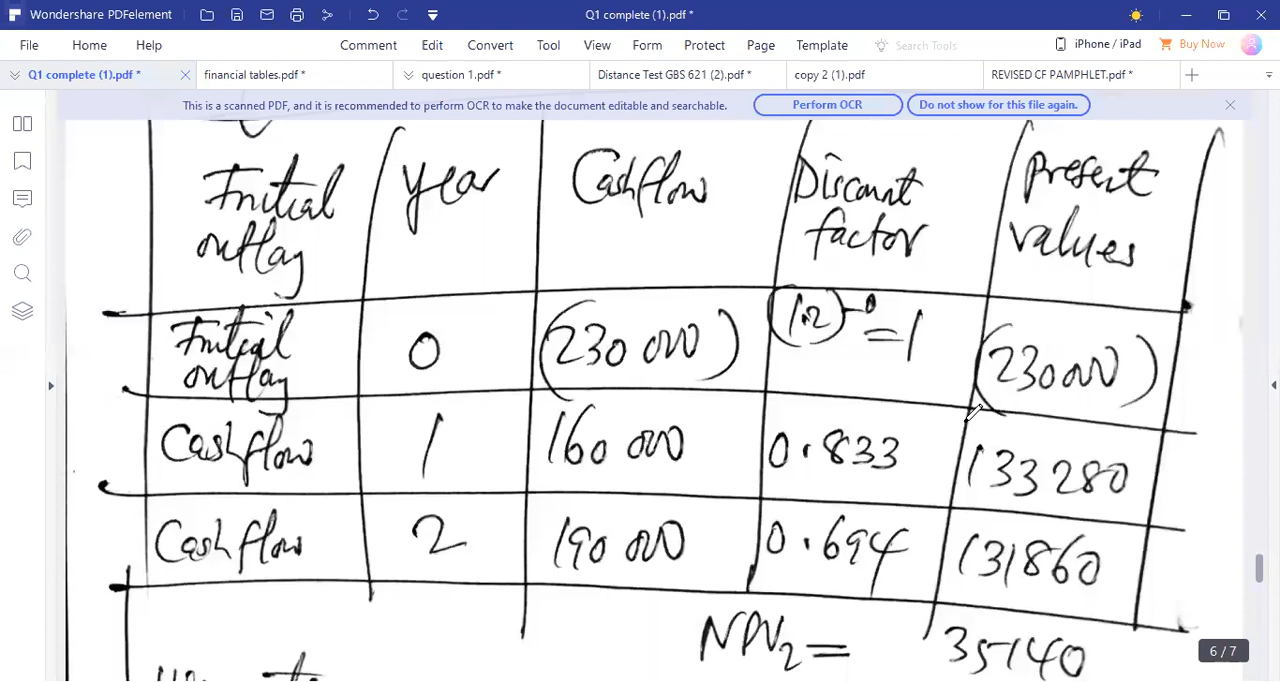 Wondershare PDFelement
Q1 complete (1).pdf *
File Home Help Comment Edit Convert Tool View Form Protect Page Template Search Tools iPhone / iPad Buy Now
Q1 complete (1).pdf * financial tables.pdf * question 1.pdf * Distance Test GBS 621 (2).pdf * copy 2 (1).pdf REVISED CF PAMPHLET.pdf *
This is a scanned PDF, and it is recommended to perform OCR to make the document editable and searchable. Perform OCR Do not show for this file again.
Initial year Cashflow Discount Present
outlay factor values
Initial 0 (230 000) (1.2)⁻⁰ = 1 (230000)
outlay
Cashflow 1 160 000 0.833 133 280
Cashflow 2 190 000 0.694 131860
NPV₂ = 35140
6 / 7